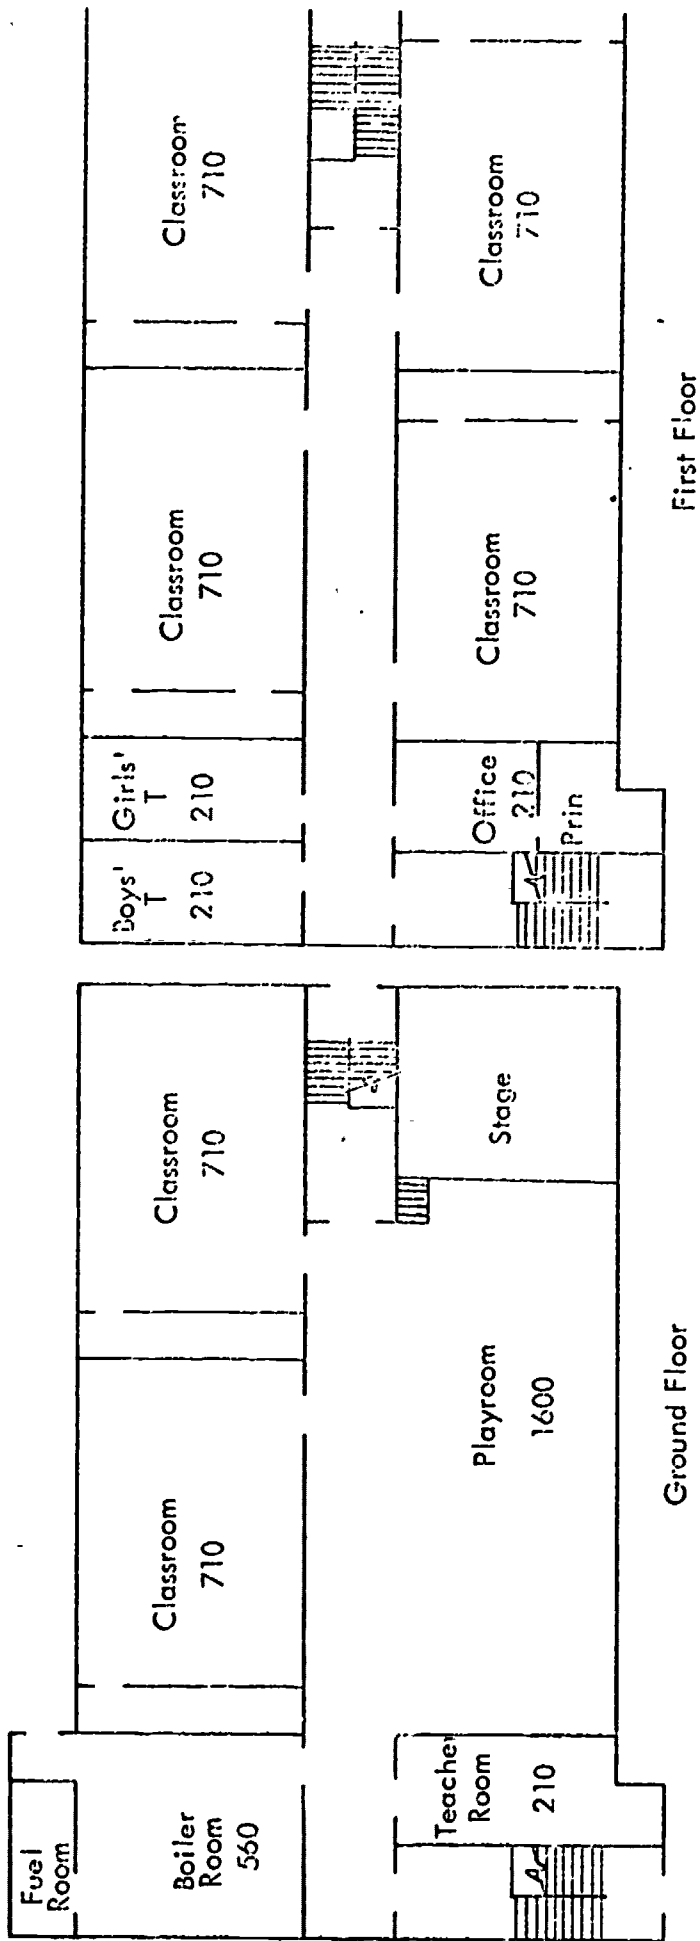 Fuel
Room
Boiler
Room
560
Classroom
710
Classroom
710
Teacher
Room
210
Playroom
1600
Stage
Ground Floor
Boys'
T
210
Girls'
T
210
Classroom
710
Classroom
710
Office
210
Prin
Classroom
710
Classroom
710
First Floor